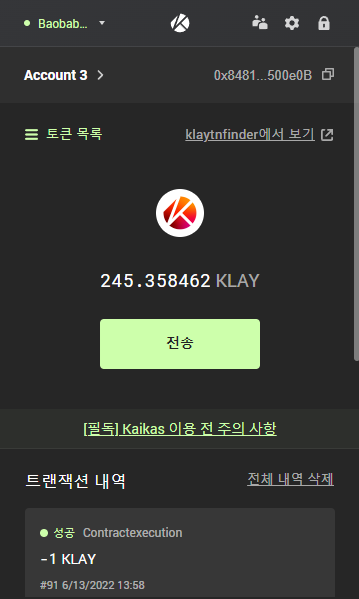 Baobab...
Account 3
0x8481...500e0B
토큰 목록
klaytnfinder에서 보기
245.358462 KLAY
전송
[필독] Kaikas 이용 전 주의 사항
트랜잭션 내역
전체 내역 삭제
성공 Contractexecution
-1 KLAY
#91 6/13/2022 13:58